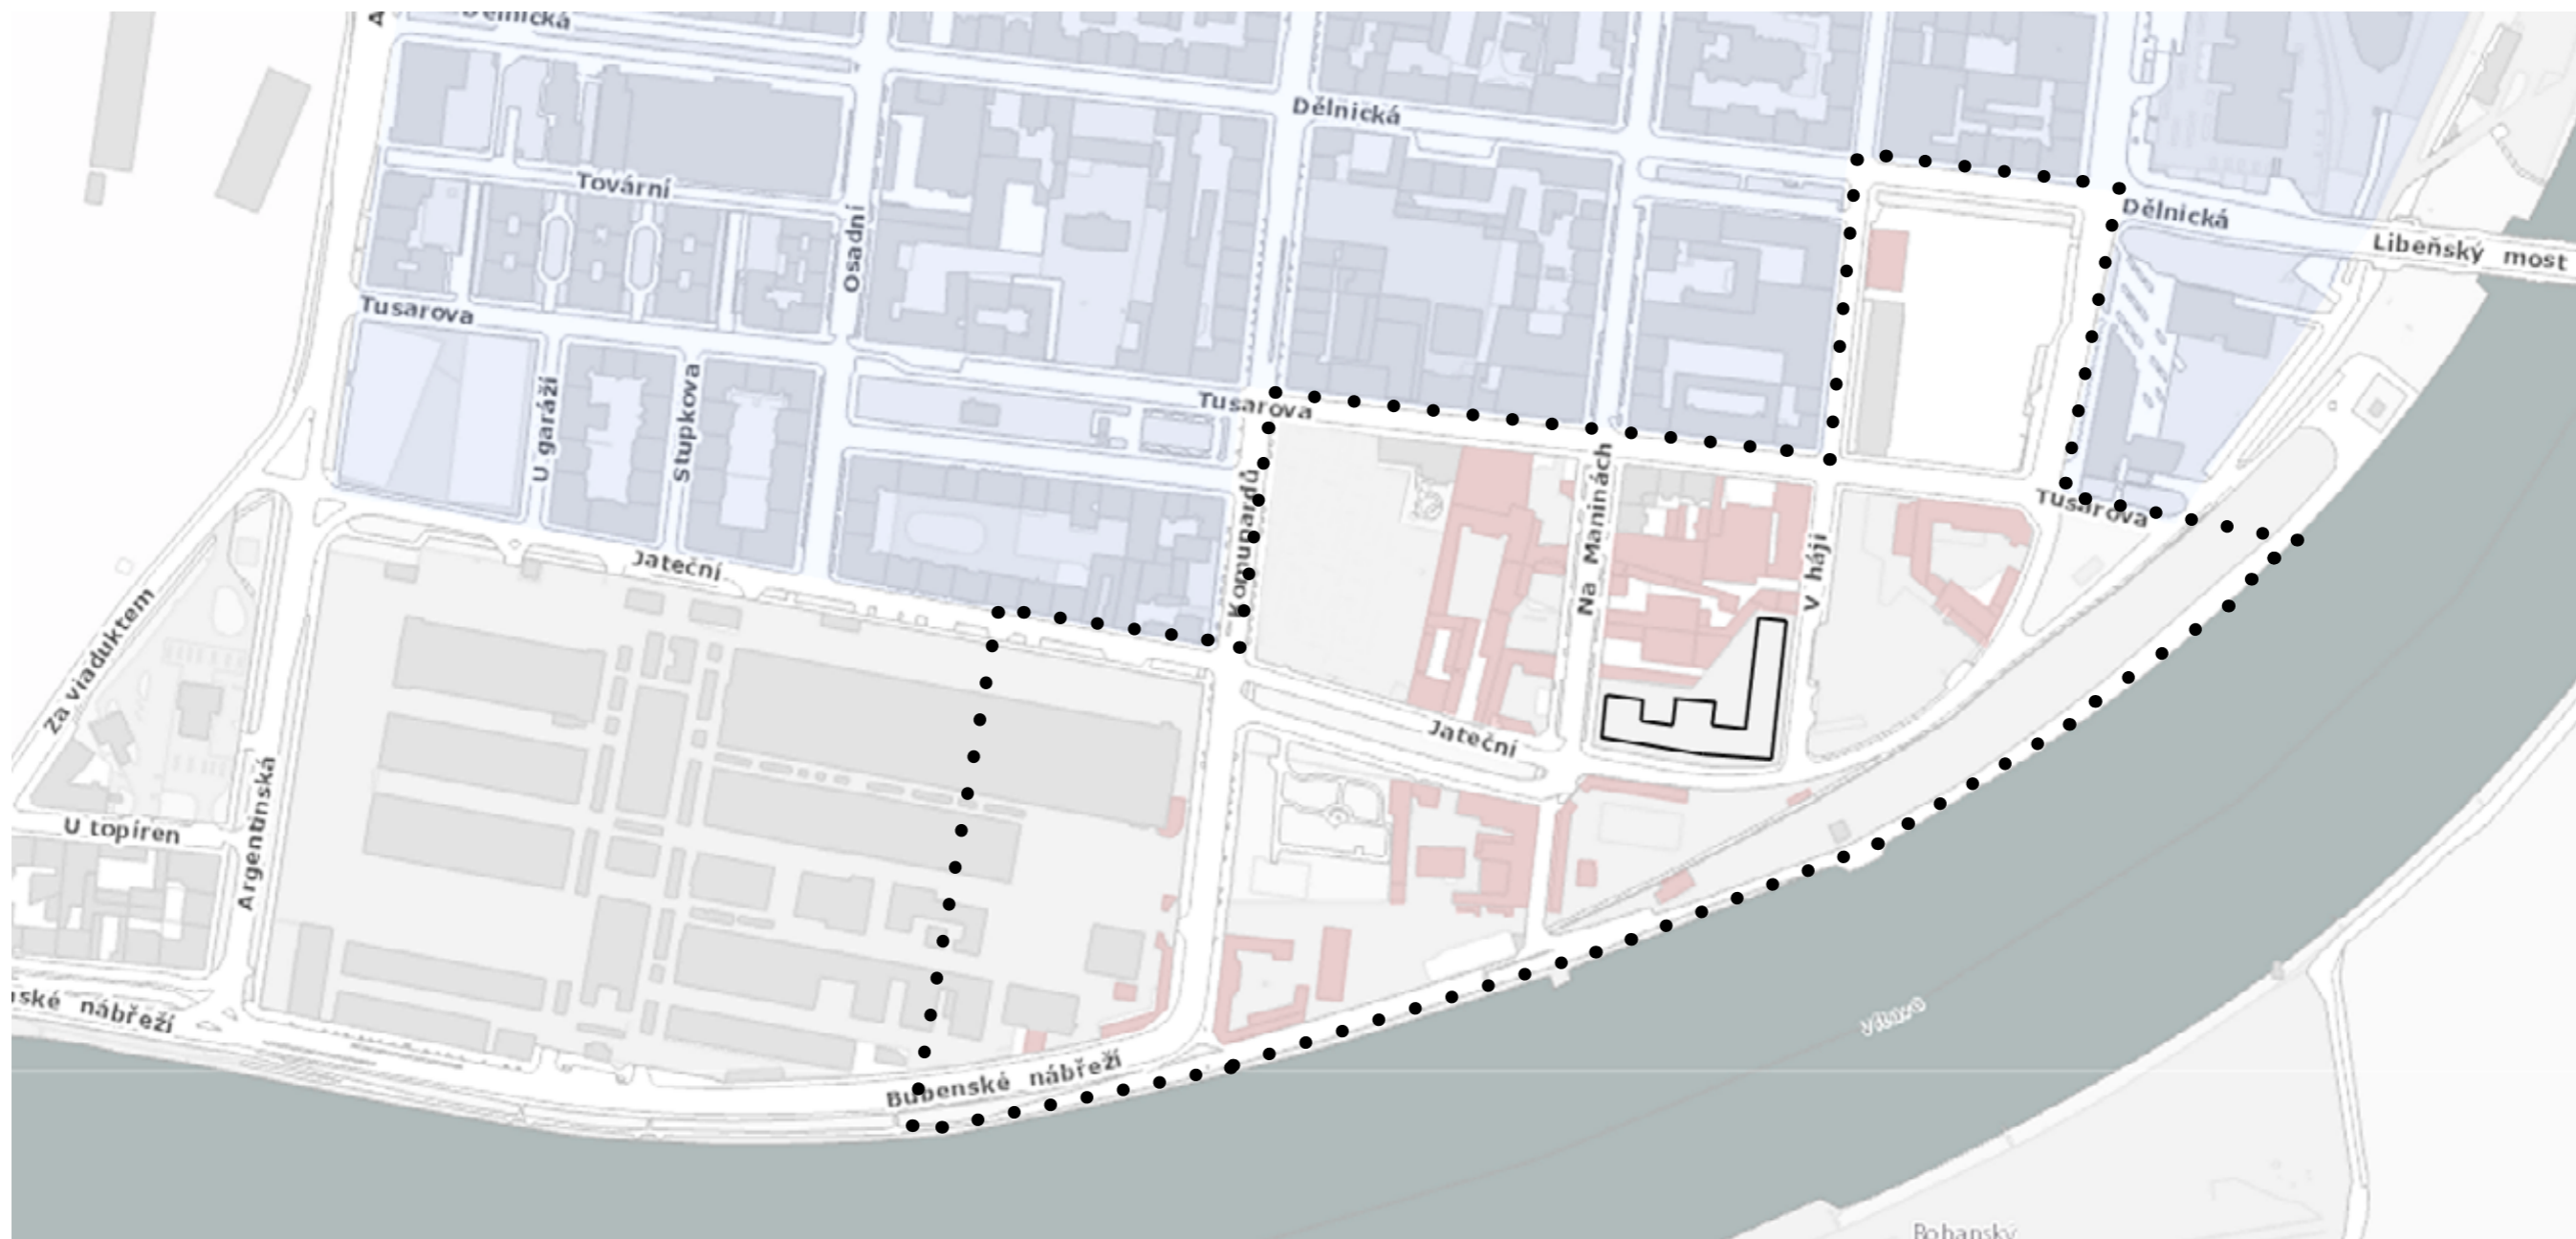 Dělnická
Dělnická
Tovární
Osadní
Dělnická
Libeňský most
Tusarova
Tusarova
U garáží
Stupkova
Komunardů
Na Maninách
V háji
Tusarova
Jateční
Za viaduktem
Jateční
Argentinská
U topíren
nábřeží
Bubenské nábřeží
Vltava
Rohanský